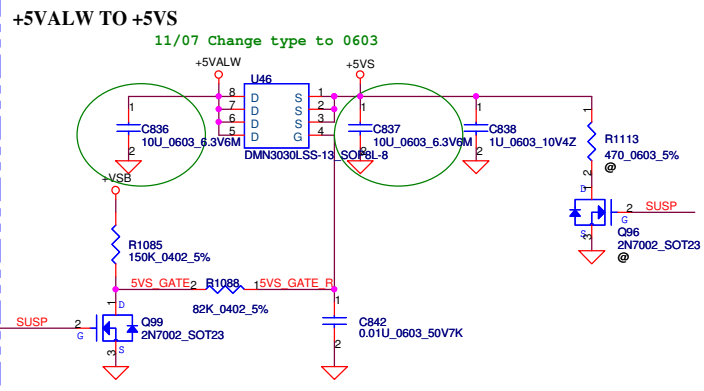 +5VALW TO +5VS
11/07 Change type to 0603
+5VALW
U46
+5VS
8 D S 1
7 D S 2
6 D S 3
5 D G 4
DMN3030LSS-13_SOP8L-8
1
C836
10U_0603_6.3V6M
2
1
C837
10U_0603_6.3V6M
2
1
C838
1U_0603_10V4Z
2
1
R1113
470_0603_5%
2
@
+VSB
R1085
150K_0402_5%
1
D
SUSP
2
G
Q96
2N7002_SOT23
S
3
@
5VS_GATE
2
R1088
1
5VS_GATE_R
82K_0402_5%
SUSP
2
G
1
D
Q99
2N7002_SOT23
S
3
1
C842
0.01U_0603_50V7K
2